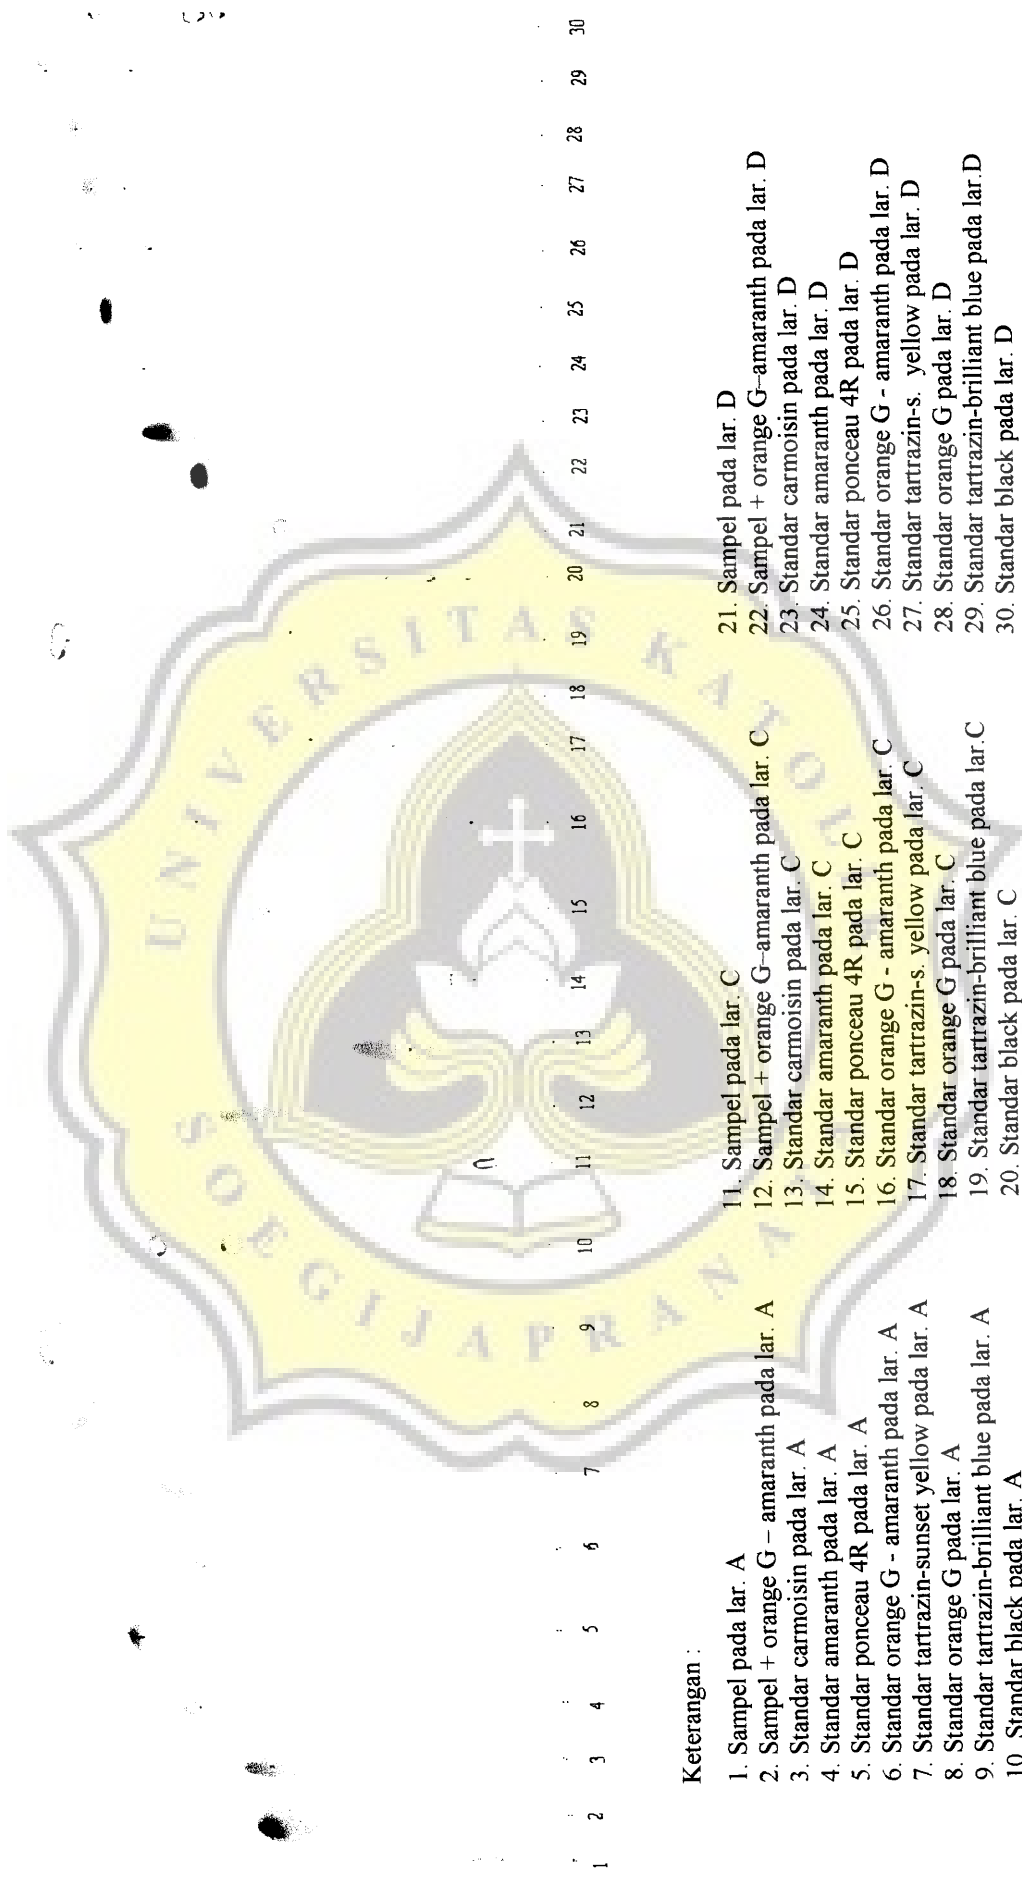 1 2 3 4 5 6 7 8 9 10 11 12 13 14 15 16 17 18 19 20 21 22 23 24 25 26 27 28 29 30
Keterangan :
1. Sampel pada lar. A
2. Sampel + orange G – amaranth pada lar. A
3. Standar carmoisin pada lar. A
4. Standar amaranth pada lar. A
5. Standar ponceau 4R pada lar. A
6. Standar orange G - amaranth pada lar. A
7. Standar tartrazin-sunset yellow pada lar. A
8. Standar orange G pada lar. A
9. Standar tartrazin-brilliant blue pada lar. A
10. Standar black pada lar. A
11. Sampel pada lar. C
12. Sampel + orange G–amaranth pada lar. C
13. Standar carmoisin pada lar. C
14. Standar amaranth pada lar. C
15. Standar ponceau 4R pada lar. C
16. Standar orange G - amaranth pada lar. C
17. Standar tartrazin-s. yellow pada lar. C
18. Standar orange G pada lar. C
19. Standar tartrazin-brilliant blue pada lar.C
20. Standar black pada lar. C
21. Sampel pada lar. D
22. Sampel + orange G–amaranth pada lar. D
23. Standar carmoisin pada lar. D
24. Standar amaranth pada lar. D
25. Standar ponceau 4R pada lar. D
26. Standar orange G - amaranth pada lar. D
27. Standar tartrazin-s. yellow pada lar. D
28. Standar orange G pada lar. D
29. Standar tartrazin-brilliant blue pada lar.D
30. Standar black pada lar. D
UNIVERSITAS KATOLIK
SOEGIJAPRANATA